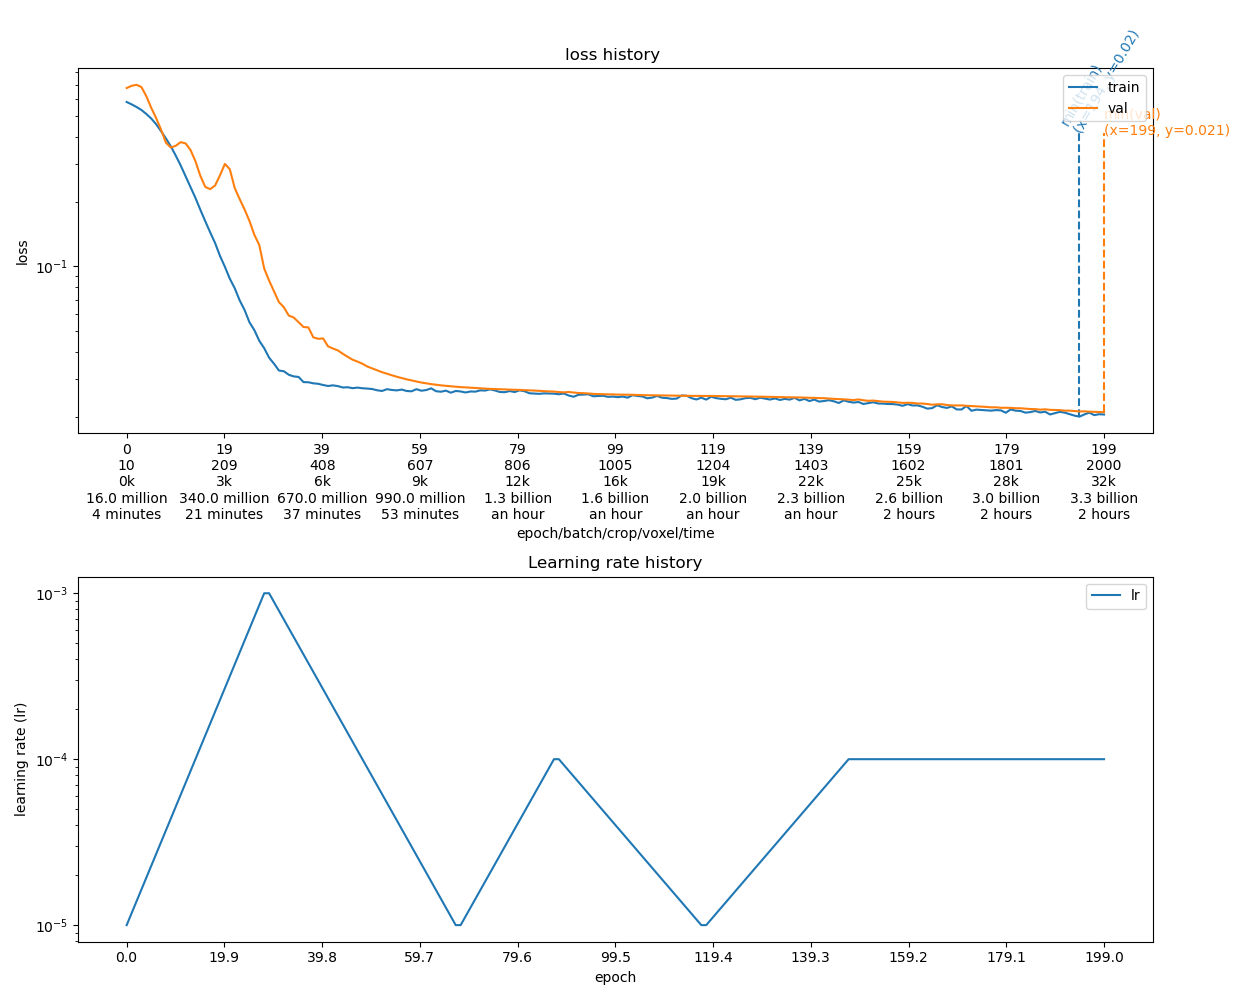 loss history
min(train)
(x=194, y=0.02)
train
val
min(val)
(x=199, y=0.021)
loss
10⁻¹
0 19 39 59 79 99 119 139 159 179 199
10 209 408 607 806 1005 1204 1403 1602 1801 2000
0k 3k 6k 9k 12k 16k 19k 22k 25k 28k 32k
16.0 million 340.0 million 670.0 million 990.0 million 1.3 billion 1.6 billion 2.0 billion 2.3 billion 2.6 billion 3.0 billion 3.3 billion
4 minutes 21 minutes 37 minutes 53 minutes an hour an hour an hour an hour 2 hours 2 hours 2 hours
epoch/batch/crop/voxel/time
Learning rate history
lr
learning rate (lr)
10⁻³
10⁻⁴
10⁻⁵
0.0 19.9 39.8 59.7 79.6 99.5 119.4 139.3 159.2 179.1 199.0
epoch